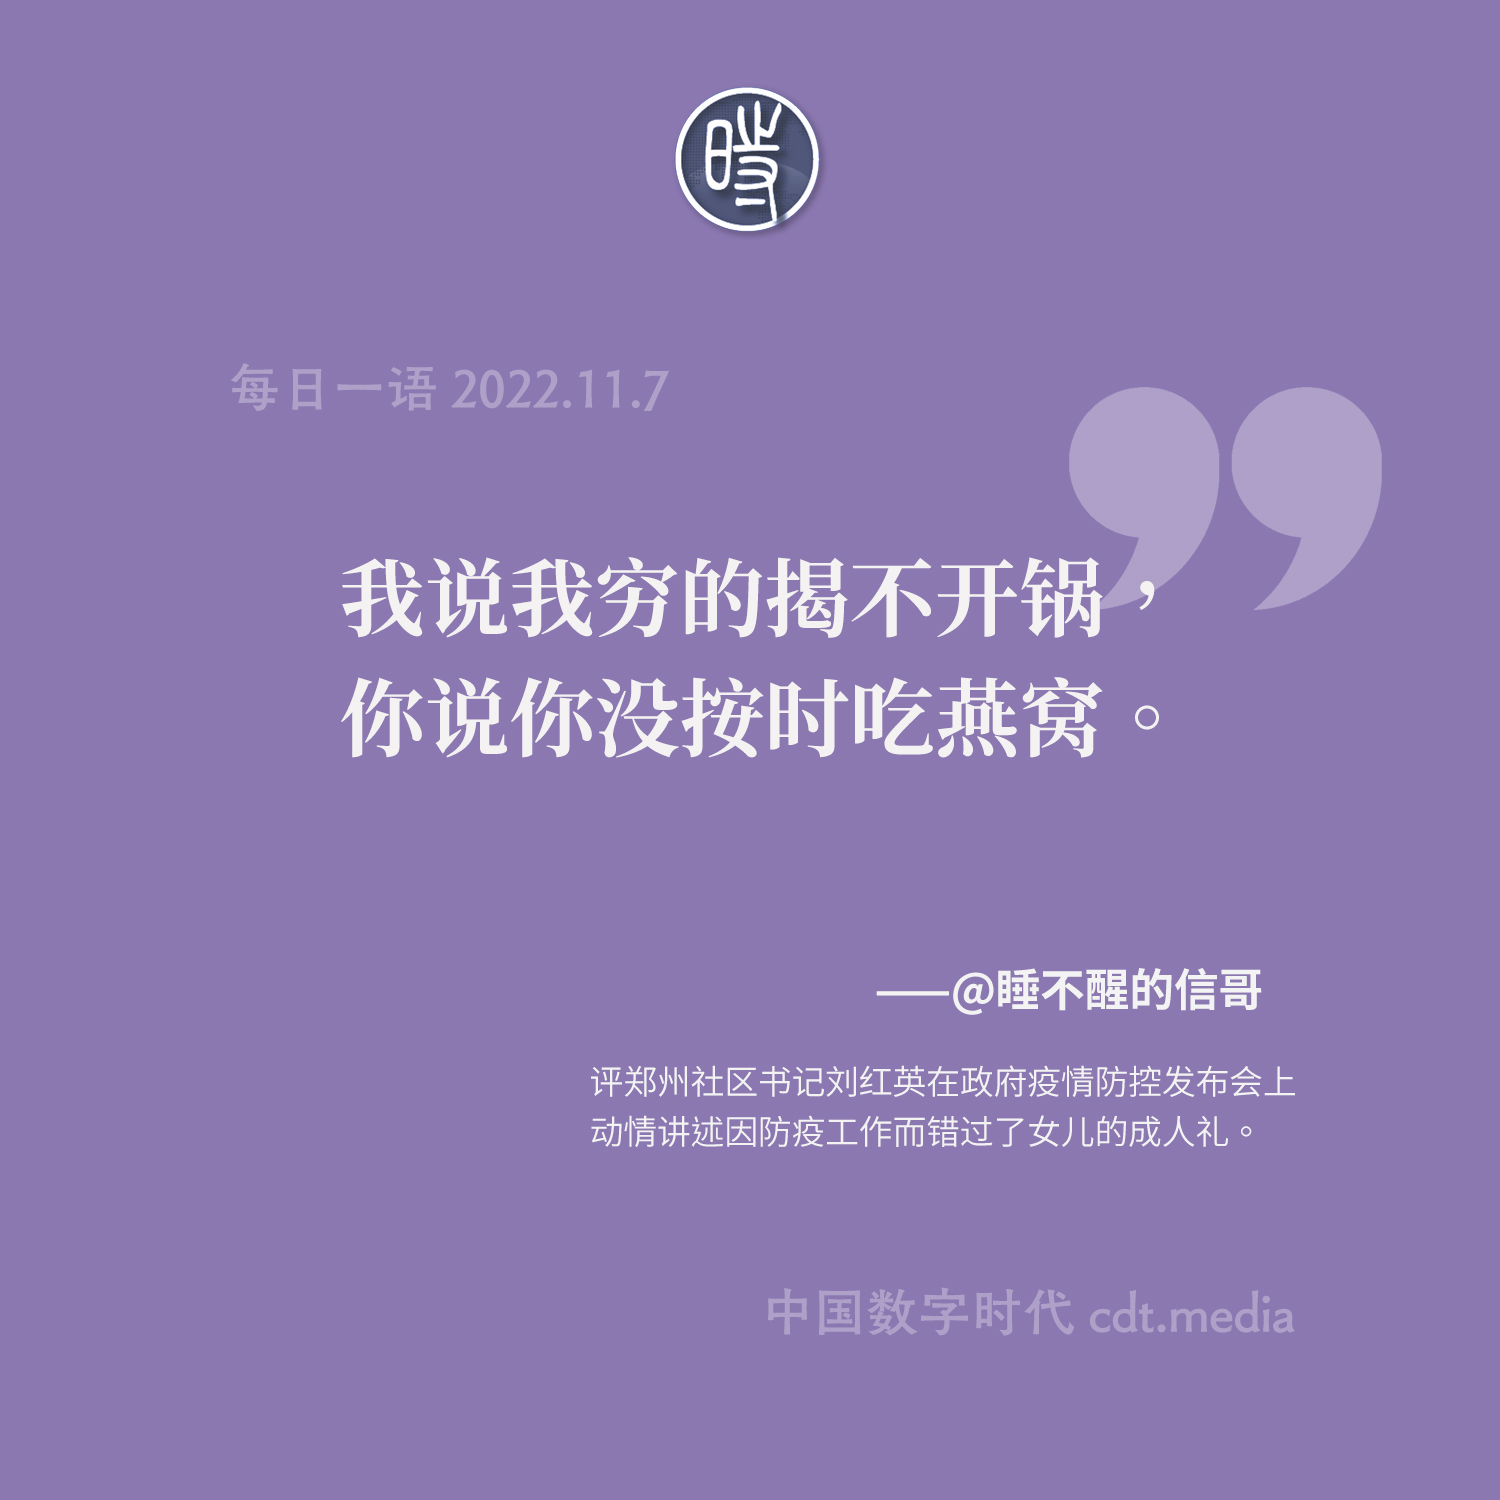 時
每日一语 2022.11.7
我说我穷的揭不开锅，
你说你没按时吃燕窝。
——@睡不醒的信哥
评郑州社区书记刘红英在政府疫情防控发布会上
动情讲述因防疫工作而错过了女儿的成人礼。
中国数字时代 cdt.media